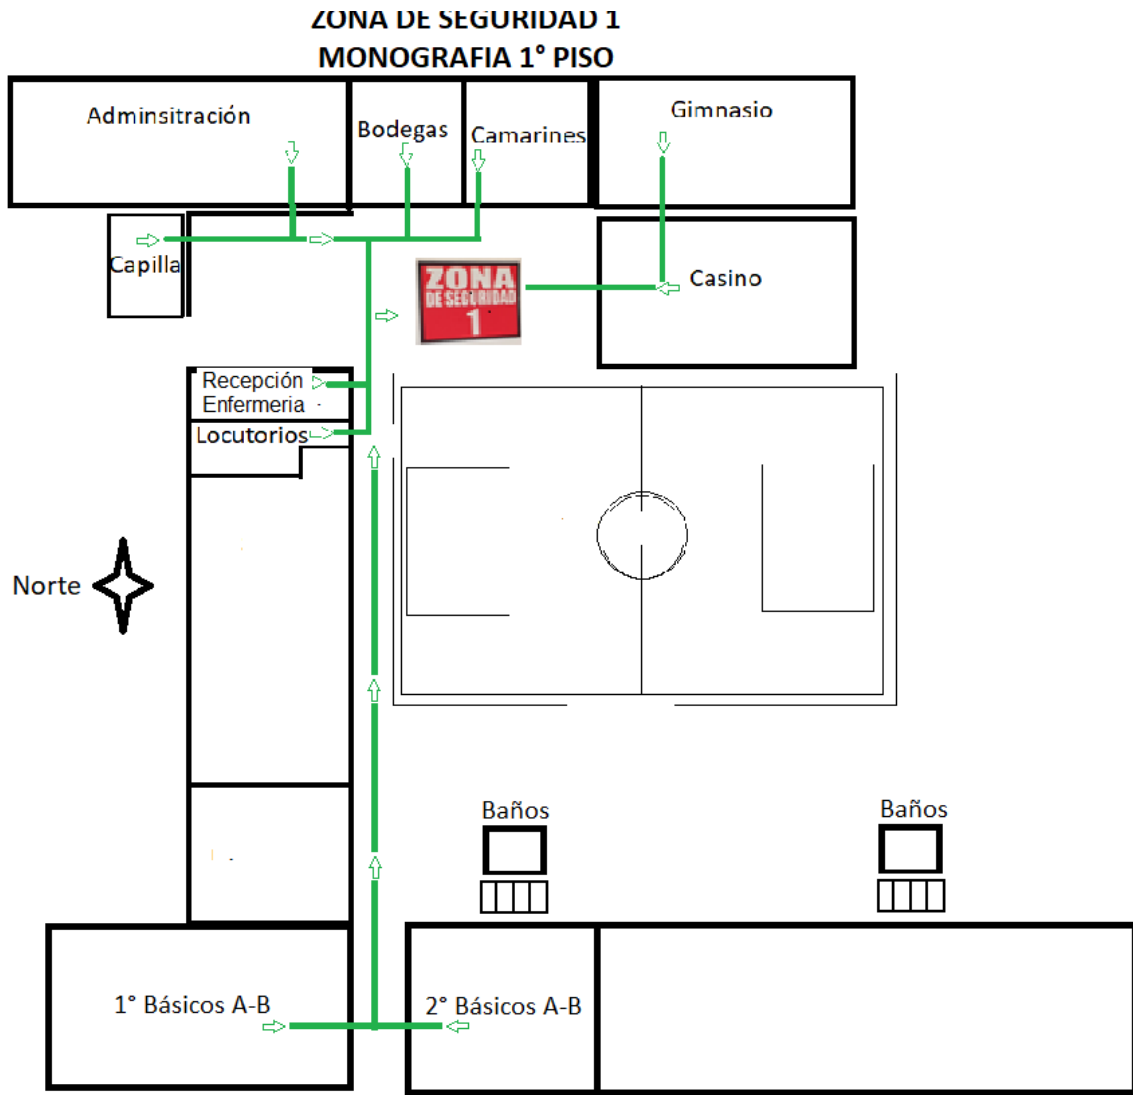 ZONA DE SEGURIDAD 1
MONOGRAFIA 1° PISO
Adminsitración
Bodegas
Camarines
Gimnasio
Capilla
ZONA
DE SEGURIDAD
1
Casino
Recepción
Enfermeria
Locutorios
Norte
Baños
Baños
1° Básicos A-B
2° Básicos A-B